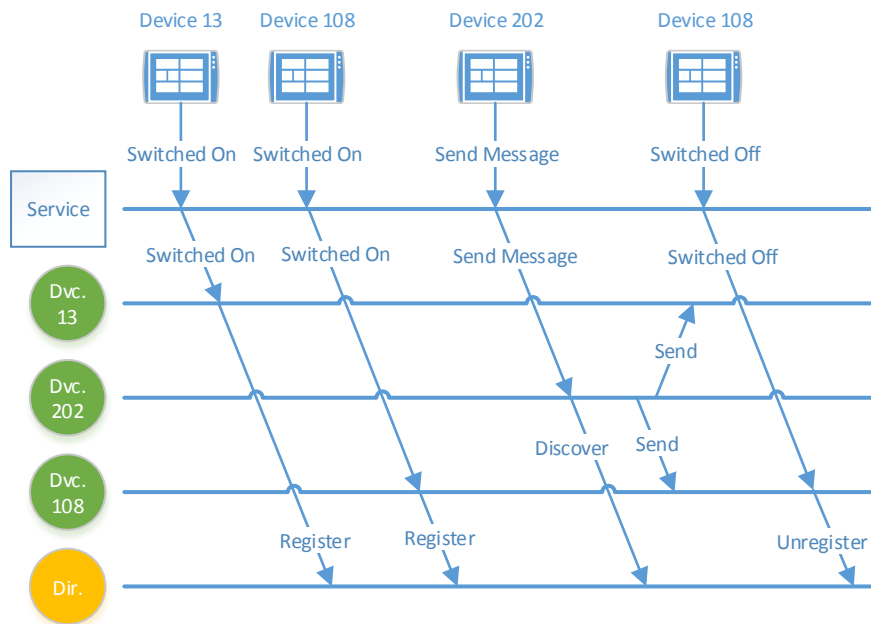 Device 13 Device 108 Device 202 Device 108
Switched On Switched On Send Message Switched Off
Service
Switched On Switched On Send Message Switched Off
Dvc.
13
Send
Dvc.
202
Discover Send
Dvc.
108
Register Register Unregister
Dir.